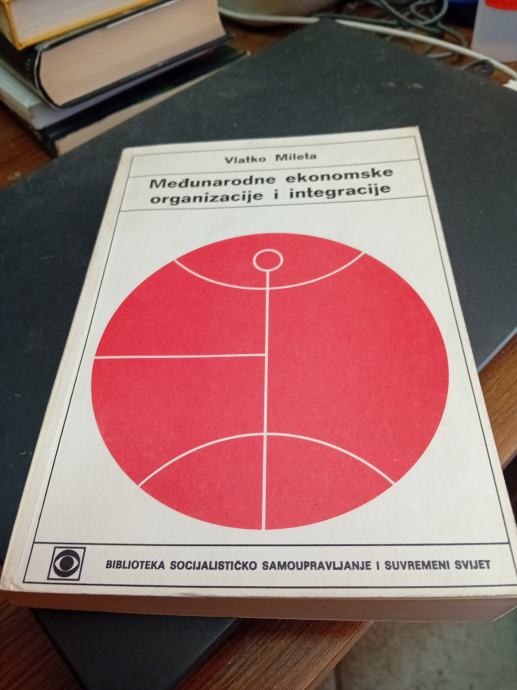 Vlatko Mileta
Međunarodne ekonomske
organizacije i integracije
BIBLIOTEKA SOCIJALISTIČKO SAMOUPRAVLJANJE I SUVREMENI SVIJET